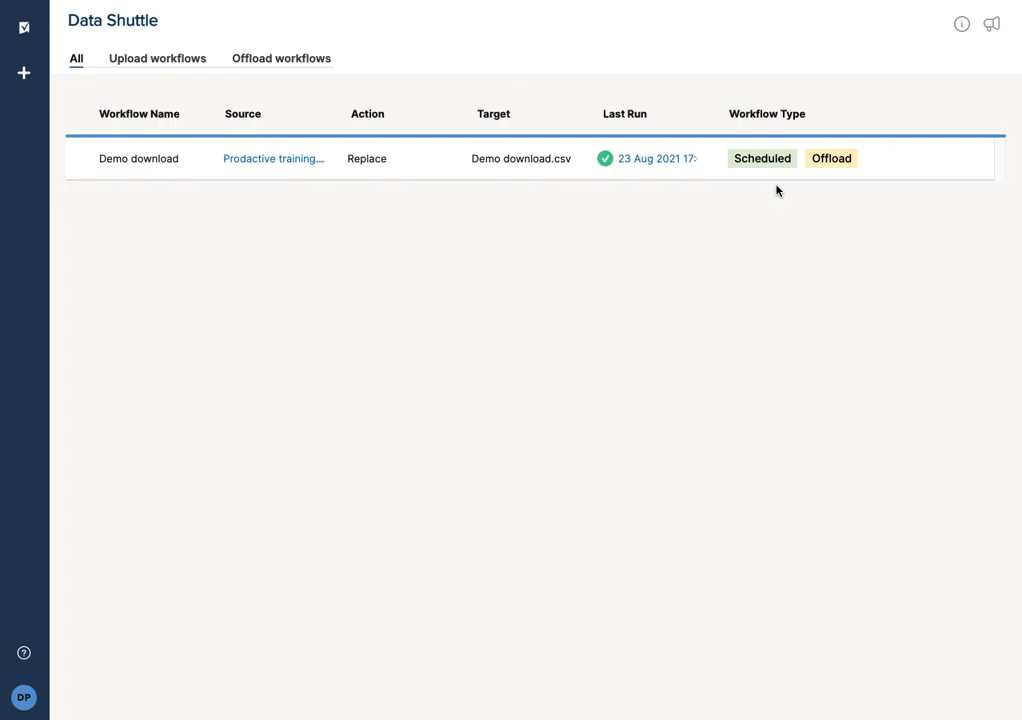 Data Shuttle
All Upload workflows Offload workflows
Workflow Name Source Action Target Last Run Workflow Type
Demo download Prodactive training... Replace Demo download.csv 23 Aug 2021 17: Scheduled Offload
?
DP